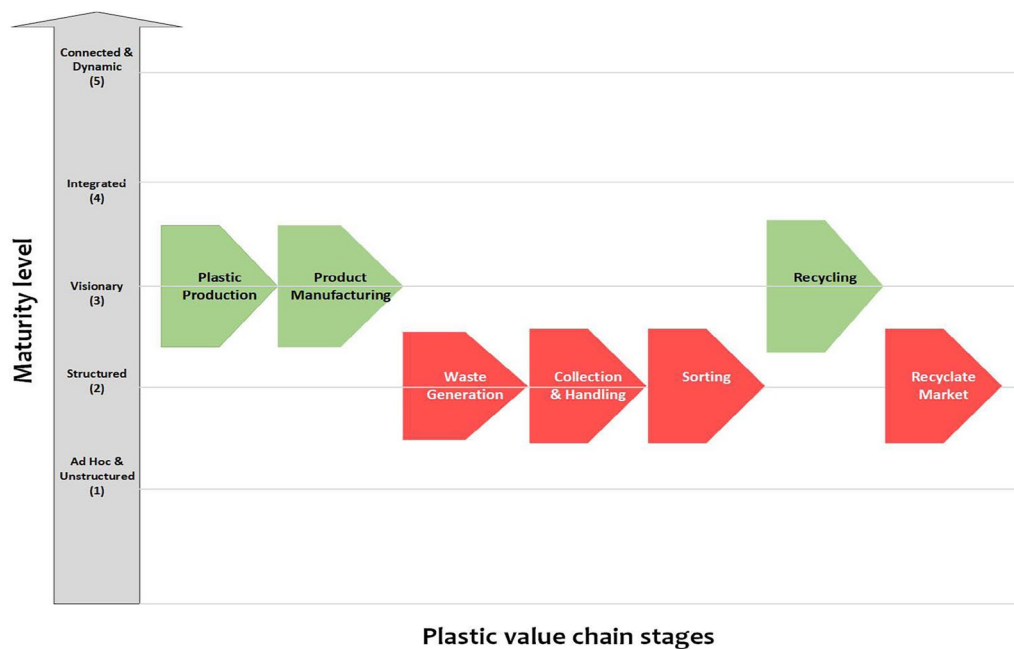 Connected &
Dynamic
(5)
Integrated
(4)
Visionary
(3)
Structured
(2)
Ad Hoc &
Unstructured
(1)
Maturity level
Plastic
Production
Product
Manufacturing
Waste
Generation
Collection
& Handling
Sorting
Recycling
Recyclate
Market
Plastic value chain stages